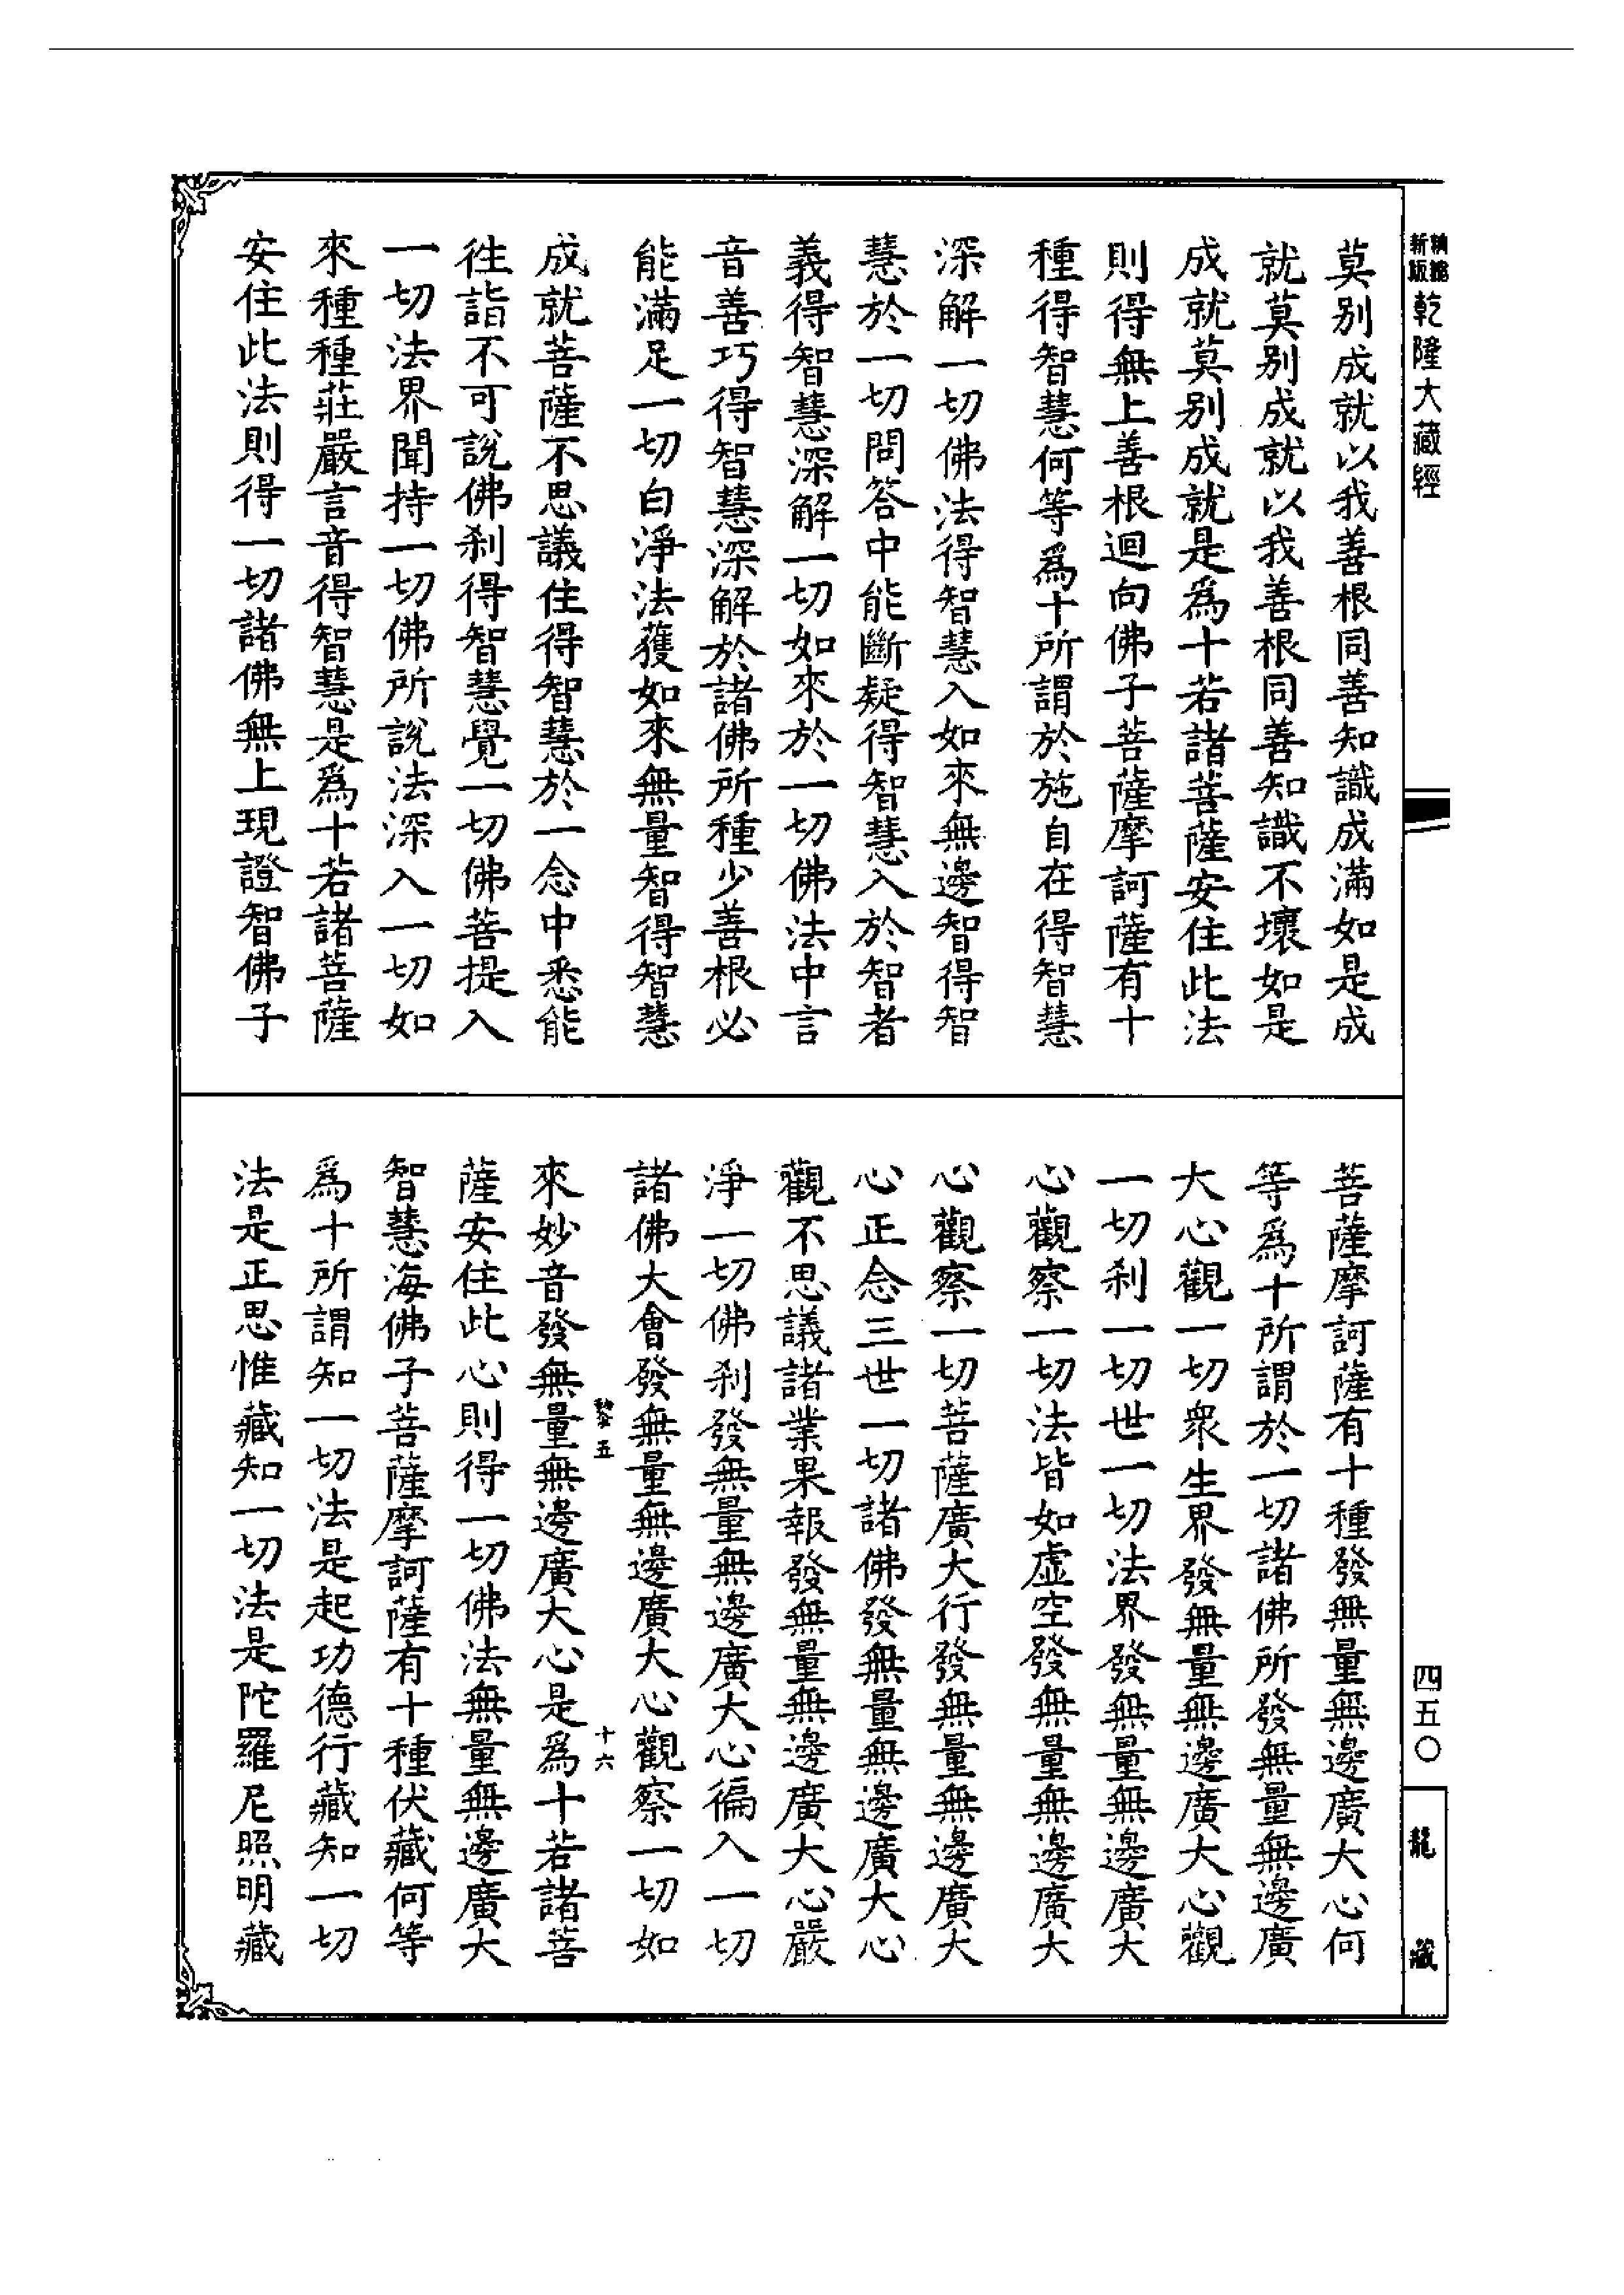 新縮
版編
乾隆大藏經
莫別成就以我善根同善知識成滿如是成
就莫別成就以我善根同善知識不壞如是
成就莫別成就是為十若諸菩薩安住此法
則得無上善根迴向佛子菩薩摩訶薩有十
種得智慧何等為十所謂於施自在得智慧
深解一切佛法得智慧入如來無邊智得智
慧於一切問答中能斷疑得智慧入於智者
義得智慧深解一切如來於一切佛法中言
音善巧得智慧深解於諸佛所種少善根必
能滿足一切白淨法獲如來無量智得智慧
成就菩薩不思議住得智慧於一念中悉能
往詣不可說佛剎得智慧覺一切佛菩提入
一切法界聞持一切佛所說法深入一切如
來種種莊嚴言音得智慧是為十若諸菩薩
安住此法則得一切諸佛無上現證智佛子
菩薩摩訶薩有十種發無量無邊廣大心何
等為十所謂於一切諸佛所發無量無邊廣
大心觀一切眾生界發無量無邊廣大心觀
一切剎一切世一切法界發無量無邊廣大
心觀察一切法皆如虛空發無量無邊廣大
心觀察一切菩薩廣大行發無量無邊廣大
心正念三世一切諸佛發無量無邊廣大心
觀不思議諸業果報發無量無邊廣大心嚴
淨一切佛剎發無量無邊廣大心徧入一切
諸佛大會發無量無邊廣大心觀察一切如
五 十六
來妙音發無量無邊廣大心是為十若諸菩
薩安住此心則得一切佛法無量無邊廣大
智慧海佛子菩薩摩訶薩有十種伏藏何等
為十所謂知一切法是起功德行藏知一切
法是正思惟藏知一切法是陀羅尼照明藏
四五〇
龍藏